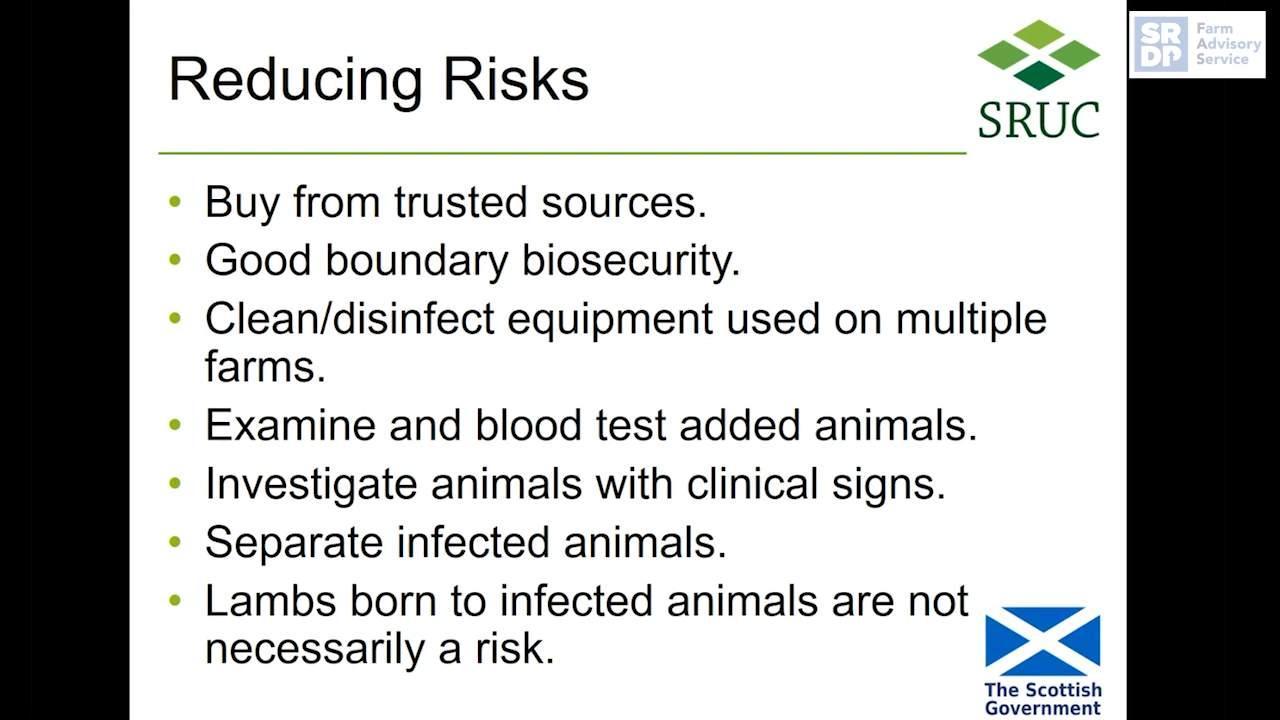 Reducing Risks
SRUC
SR
DP
Farm
Advisory
Service
• Buy from trusted sources.
• Good boundary biosecurity.
• Clean/disinfect equipment used on multiple
farms.
• Examine and blood test added animals.
• Investigate animals with clinical signs.
• Separate infected animals.
• Lambs born to infected animals are not
necessarily a risk.
The Scottish
Government